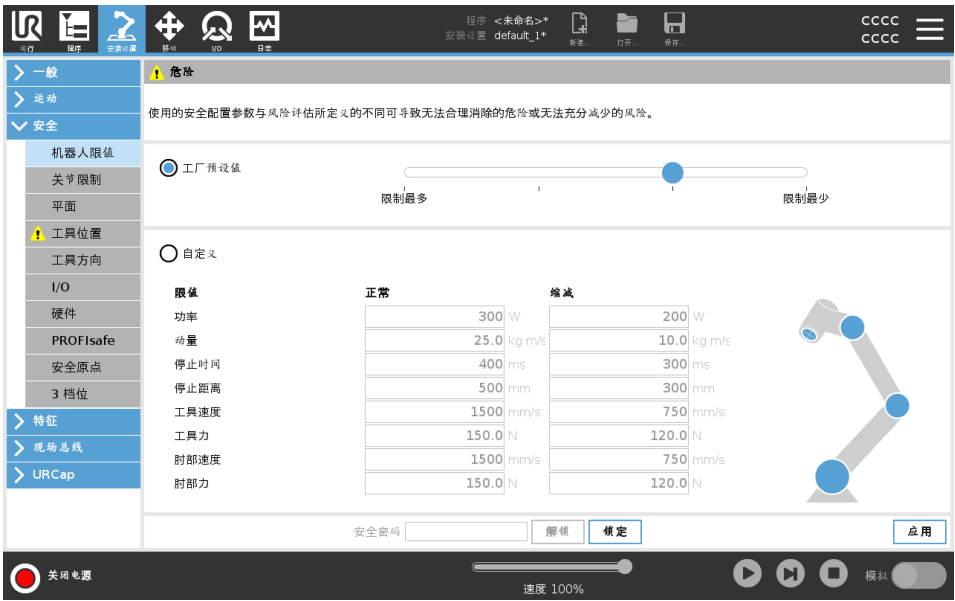 程序 <未命名>*
安装设置 default_1*
运行 程序 安装设置 移动 I/O 日志
新建... 打开... 保存...
CCCC
CCCC
一般
运动
安全
机器人限值
关节限制
平面
工具位置
工具方向
I/O
硬件
PROFIsafe
安全原点
3 档位
特征
现场总线
URCap
危险
使用的安全配置参数与风险评估所定义的不同可导致无法合理消除的危险或无法充分减少的风险。
工厂预设值
限制最多 限制最少
自定义
限值 正常 缩减
功率 300 W 200 W
动量 25.0 kg m/s 10.0 kg m/s
停止时间 400 ms 300 ms
停止距离 500 mm 300 mm
工具速度 1500 mm/s 750 mm/s
工具力 150.0 N 120.0 N
肘部速度 1500 mm/s 750 mm/s
肘部力 150.0 N 120.0 N
安全密码 解锁 锁定 应用
关闭电源
速度 100%
模拟